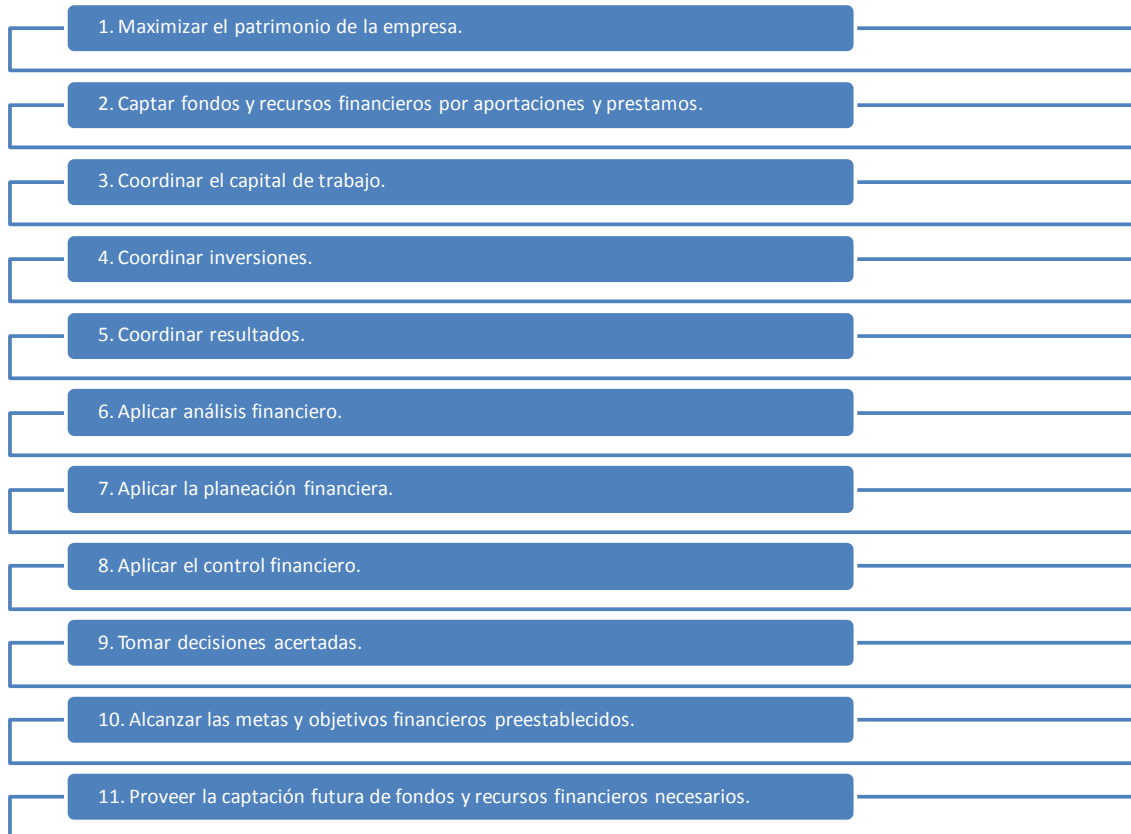 1. Maximizar el patrimonio de la empresa.
2. Captar fondos y recursos financieros por aportaciones y prestamos.
3. Coordinar el capital de trabajo.
4. Coordinar inversiones.
5. Coordinar resultados.
6. Aplicar análisis financiero.
7. Aplicar la planeación financiera.
8. Aplicar el control financiero.
9. Tomar decisiones acertadas.
10. Alcanzar las metas y objetivos financieros preestablecidos.
11. Proveer la captación futura de fondos y recursos financieros necesarios.